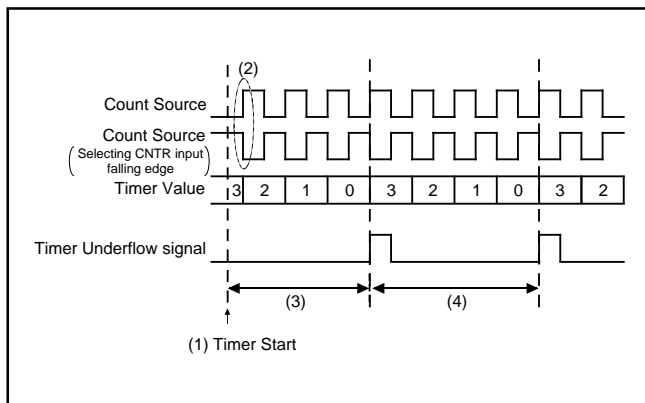 (2)
Count Source
Count Source
(Selecting CNTR input
falling edge)
Timer Value 3 2 1 0 3 2 1 0 3 2
Timer Underflow signal
(3) (4)
(1) Timer Start